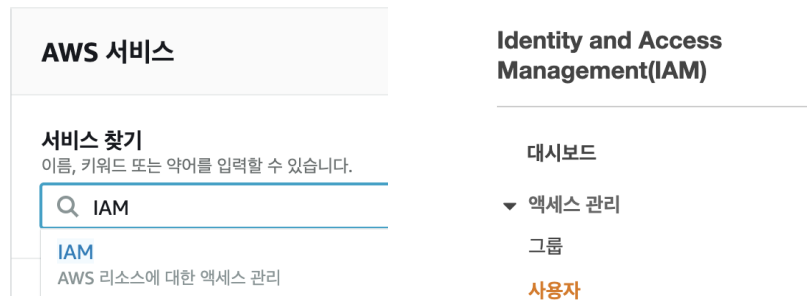 AWS 서비스
서비스 찾기
이름, 키워드 또는 약어를 입력할 수 있습니다.
IAM
IAM
AWS 리소스에 대한 액세스 관리
Identity and Access
Management(IAM)
대시보드
액세스 관리
그룹
사용자